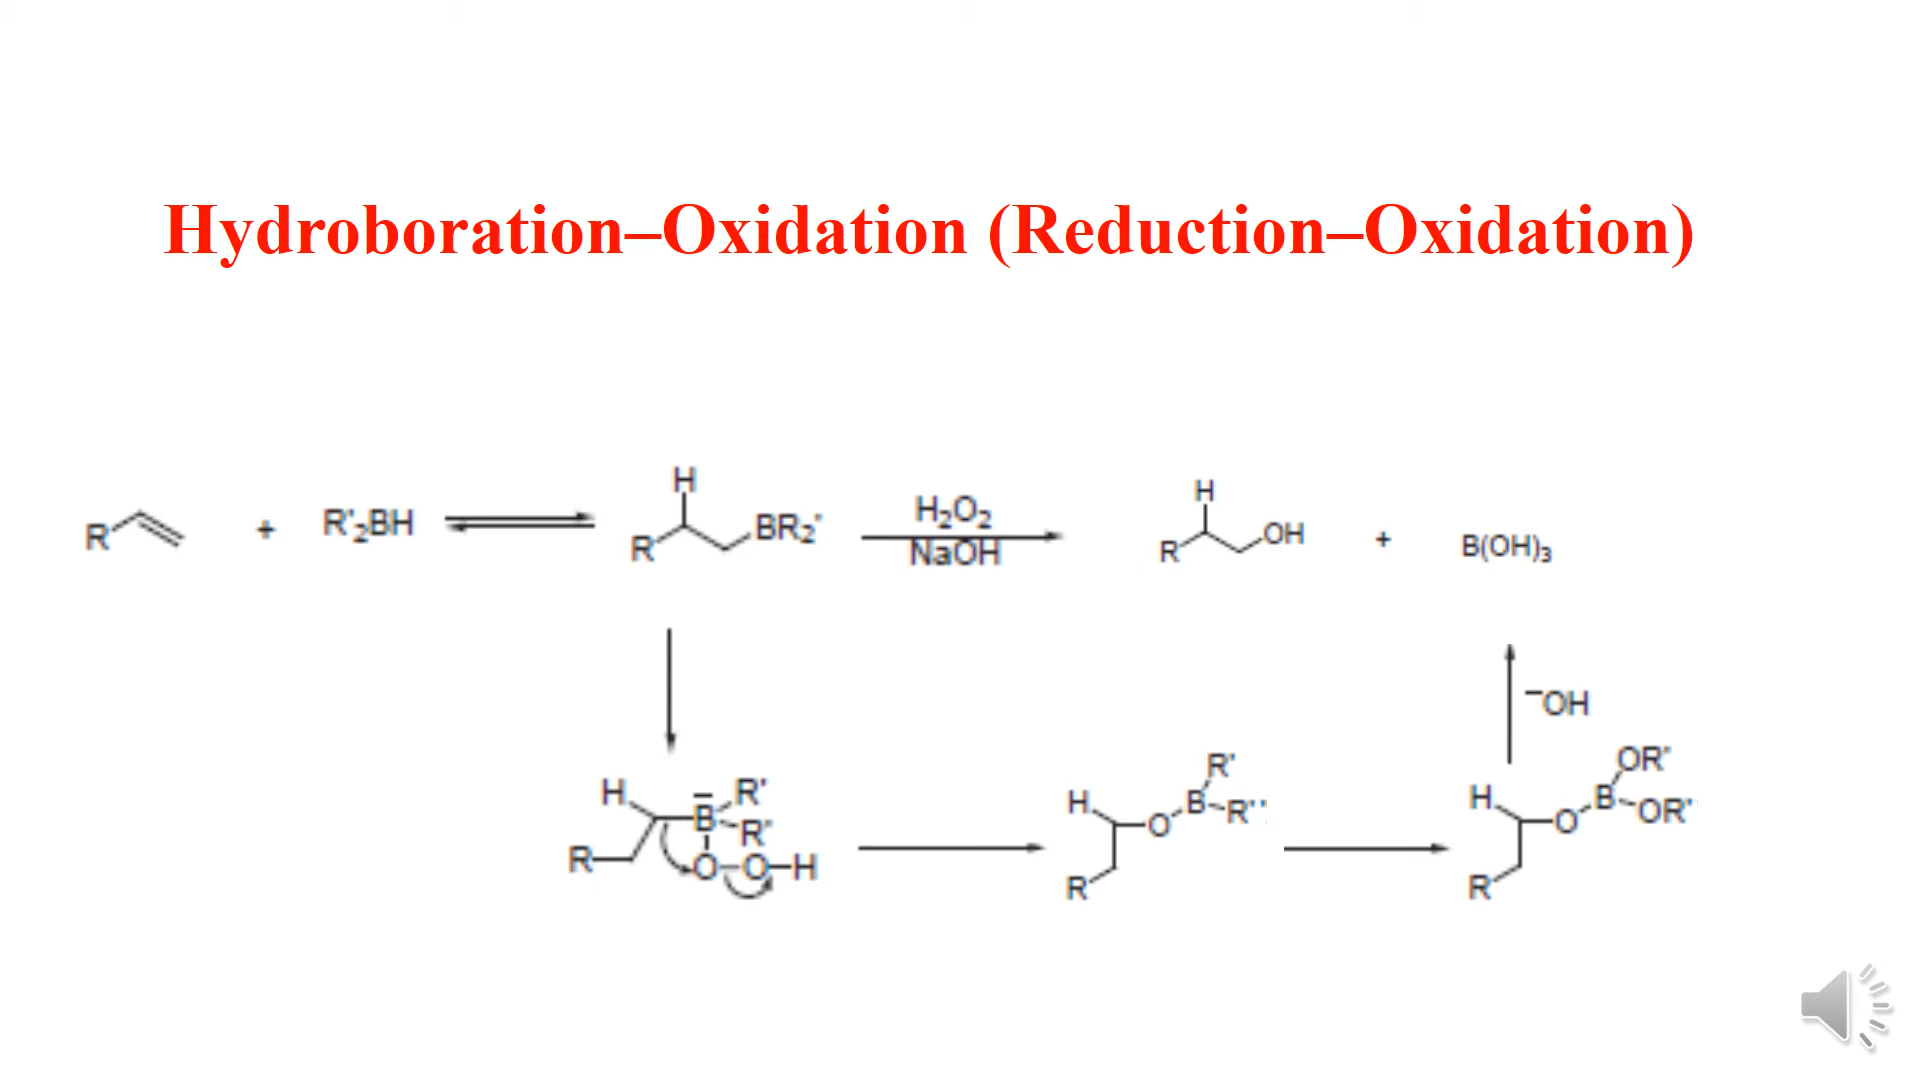 Hydroboration–Oxidation (Reduction–Oxidation)
R + R'₂BH H R BR₂' H₂O₂ NaOH H R OH + B(OH)₃
⁻OH
H B R' R' R O O H
H O B R' R'' R
H O B OR' OR' R